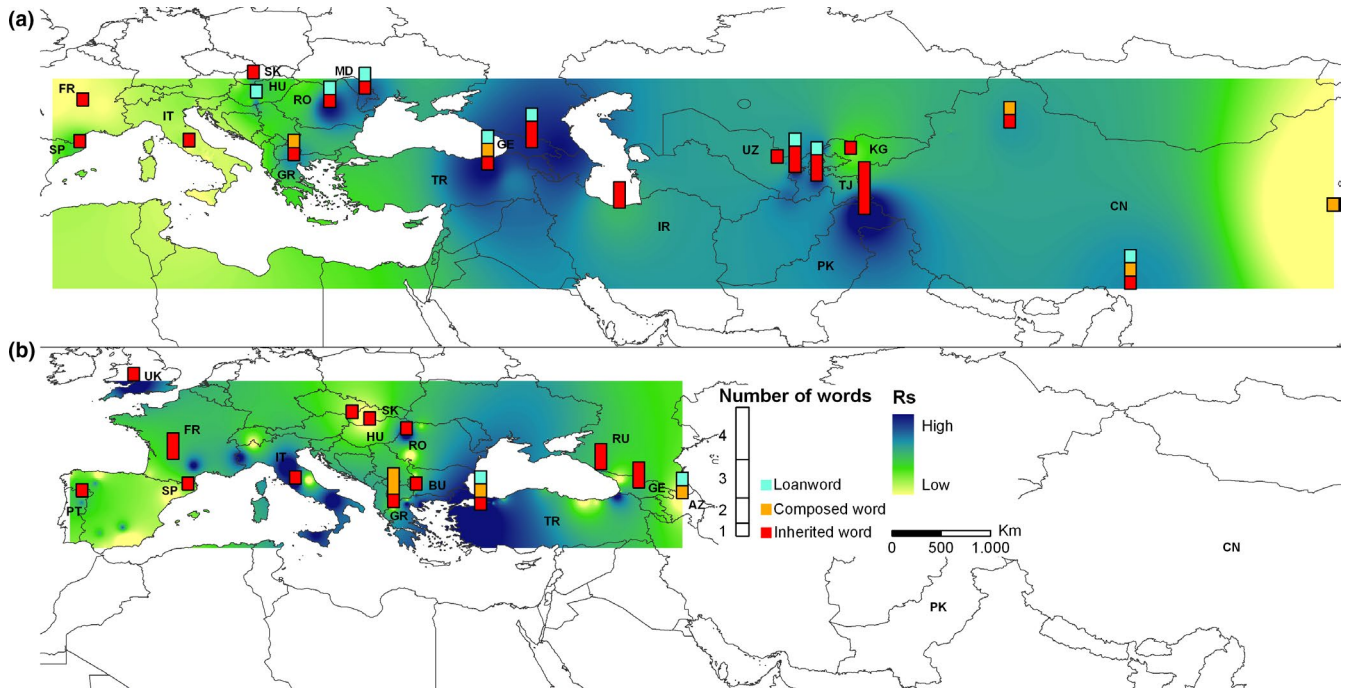 (a)
SK
MD
FR
HU
RO
IT
SP
GE
UZ
KG
GR
TR
TJ
CN
IR
PK
(b)
UK
Number of words
Rs
SK
FR
4
High
HU
RO
RU
IT
3
Loanword
Low
SP
BU
GE
PT
AZ
2
Composed word
GR
TR
1
Inherited word
Km
0 500 1.000
CN
PK